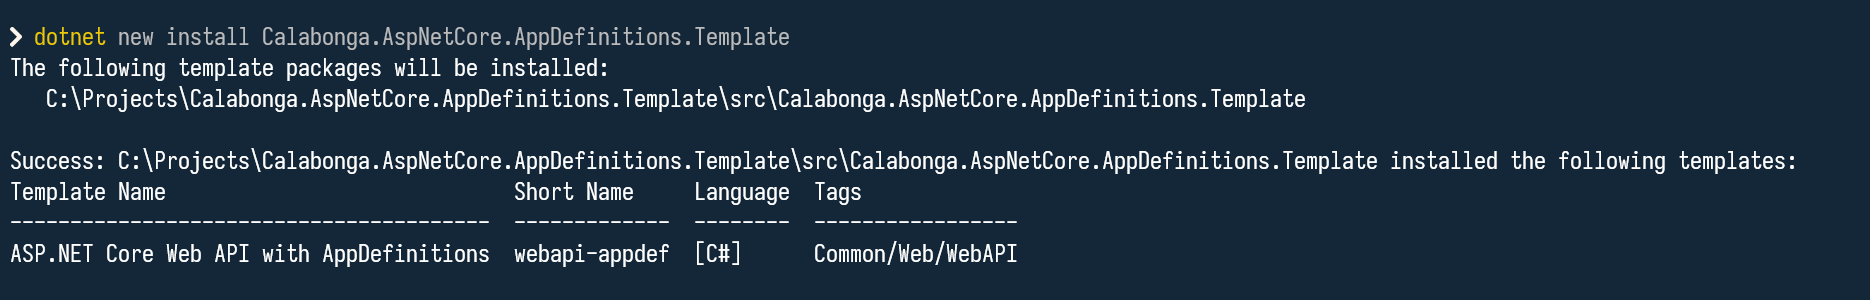 ❯ dotnet new install Calabonga.AspNetCore.AppDefinitions.Template
The following template packages will be installed:
   C:\Projects\Calabonga.AspNetCore.AppDefinitions.Template\src\Calabonga.AspNetCore.AppDefinitions.Template

Success: C:\Projects\Calabonga.AspNetCore.AppDefinitions.Template\src\Calabonga.AspNetCore.AppDefinitions.Template installed the following templates:
Template Name                             Short Name     Language  Tags
----------------------------------------  -------------  --------  -----------------
ASP.NET Core Web API with AppDefinitions  webapi-appdef  [C#]      Common/Web/WebAPI